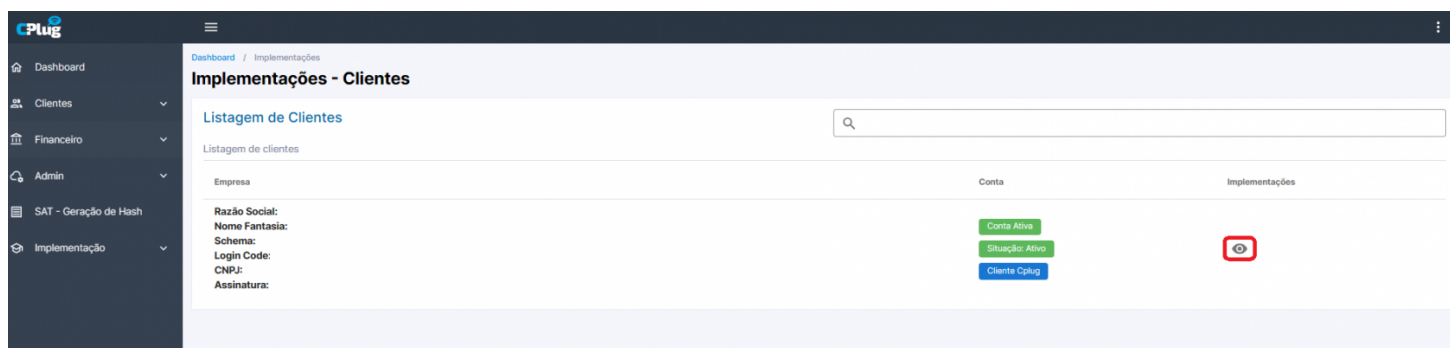 CPlug
Dashboard
Clientes
Financeiro
Admin
SAT - Geração de Hash
Implementação
Dashboard / Implementações
Implementações - Clientes
Listagem de Clientes
Listagem de clientes
Empresa Conta Implementações
Razão Social:
Nome Fantasia:
Schema:
Login Code:
CNPJ:
Assinatura:
Conta Ativa
Situação: Ativo
Cliente Cplug